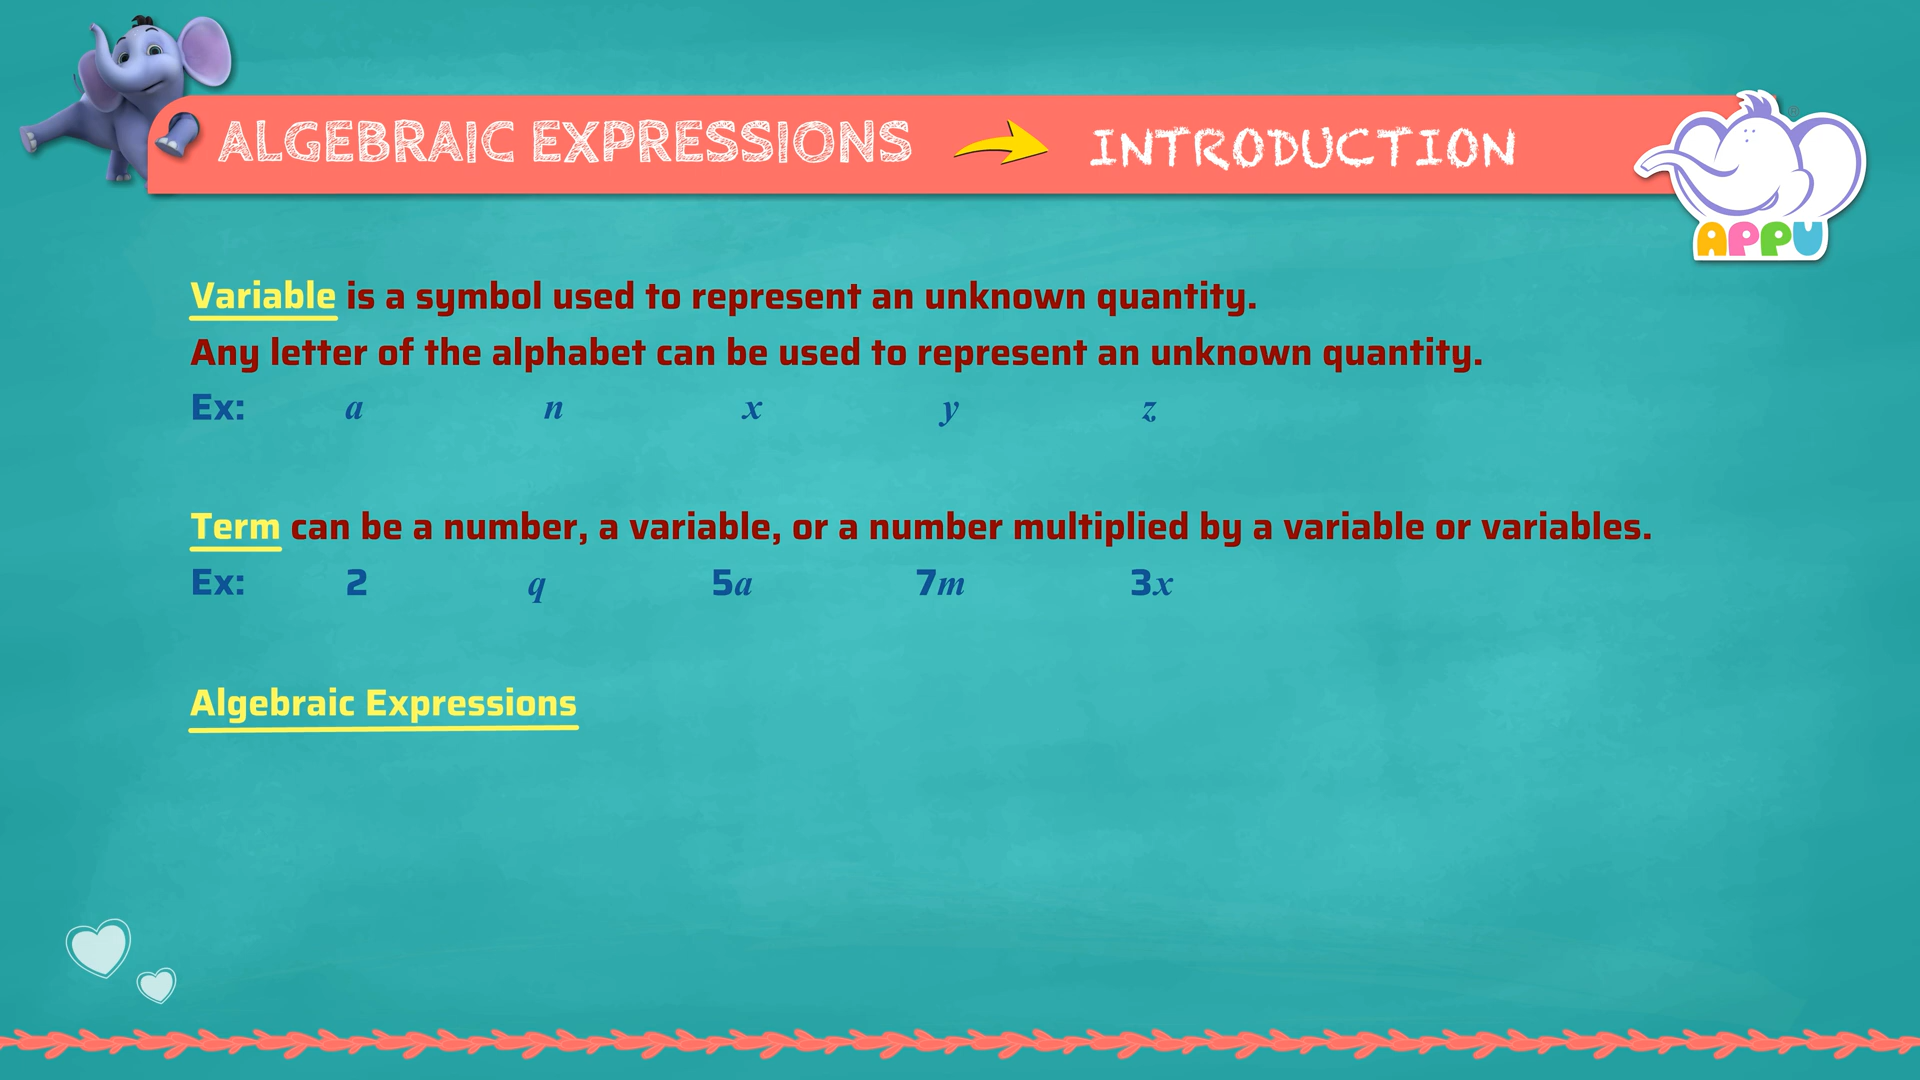 ALGEBRAIC EXPRESSIONS INTRODUCTION
APPU
Variable is a symbol used to represent an unknown quantity.
Any letter of the alphabet can be used to represent an unknown quantity.
Ex: a n x y z
Term can be a number, a variable, or a number multiplied by a variable or variables.
Ex: 2 q 5a 7m 3x
Algebraic Expressions